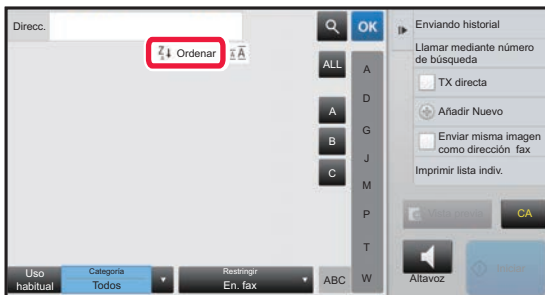 Direcc.
OK
Z↓ Ordenar
A A
ALL
A
B
C
A
D
G
J
M
P
T
W
ABC
Uso
habitual
Categoría
Todos
Restringir
En. fax
Enviando historial
Llamar mediante número
de búsqueda
TX directa
Añadir Nuevo
Enviar misma imagen
como dirección fax
Imprimir lista indiv.
CA
Altavoz
Iniciar